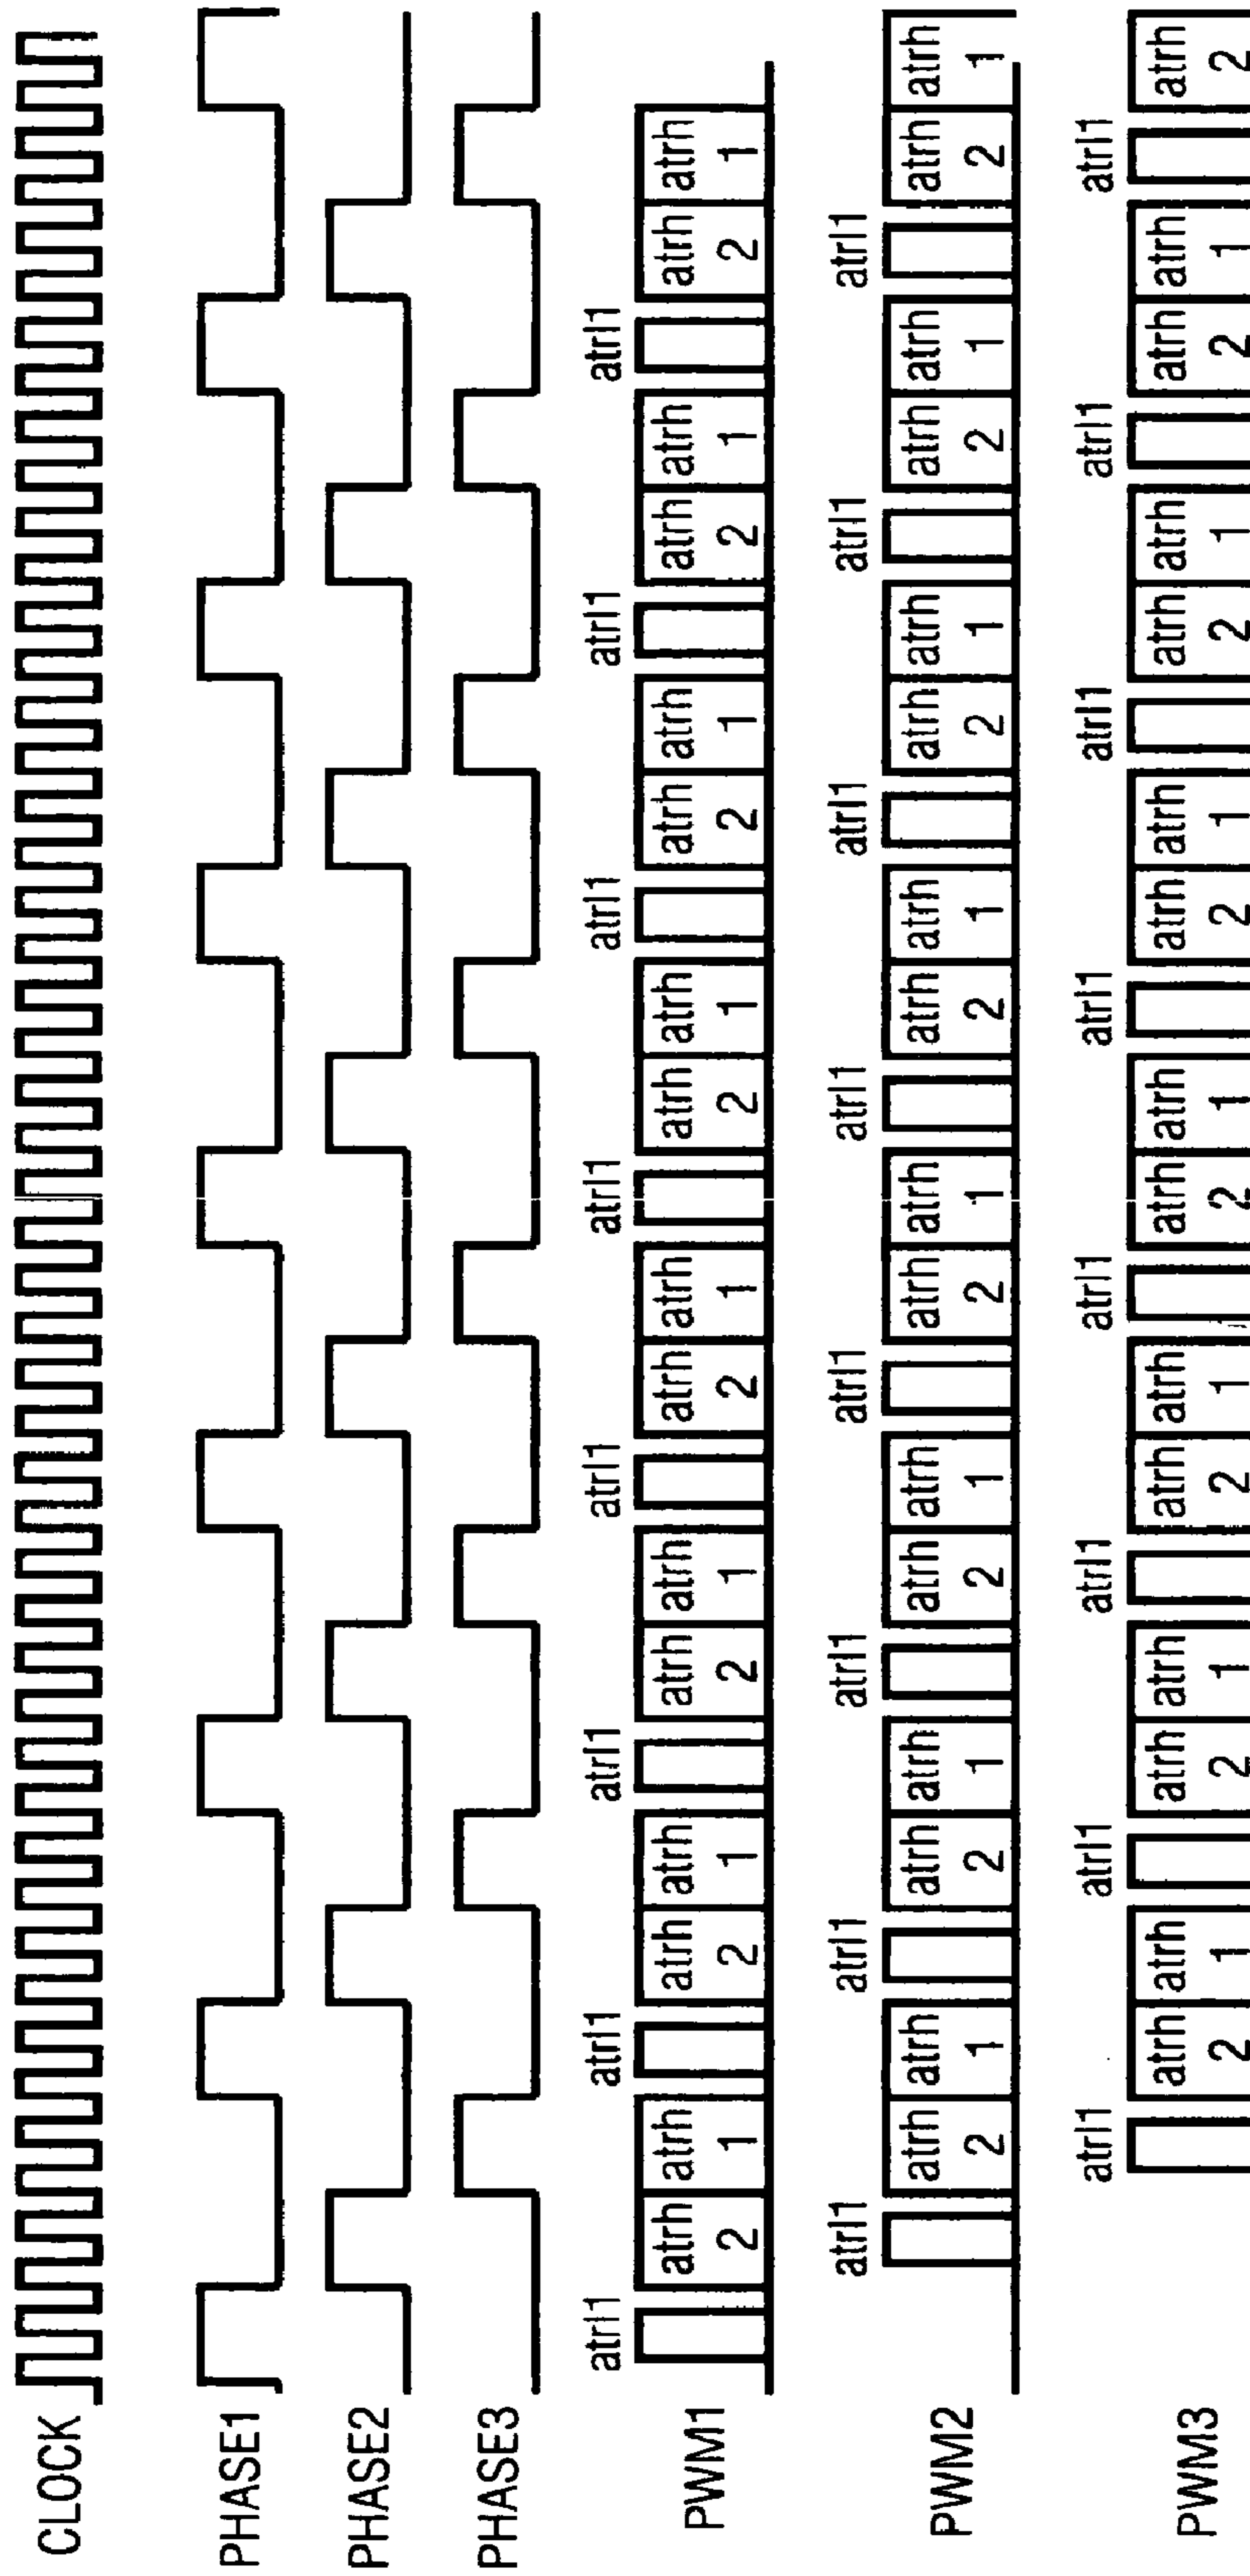 CLOCK
PHASE1
PHASE2
PHASE3
atrl1 atrl1 atrl1 atrl1 atrl1 atrl1 atrl1 atrl1
atrh atrh atrh atrh atrh atrh atrh atrh atrh atrh atrh atrh atrh atrh atrh atrh
PWM1 2 1 2 1 2 1 2 1 2 1 2 1 2 1 2 1
atrl1 atrl1 atrl1 atrl1 atrl1 atrl1 atrl1 atrl1
atrh atrh atrh atrh atrh atrh atrh atrh atrh atrh atrh atrh atrh atrh atrh atrh
PWM2 2 1 2 1 2 1 2 1 2 1 2 1 2 1 2 1
atrl1 atrl1 atrl1 atrl1 atrl1 atrl1 atrl1 atrl1
atrh atrh atrh atrh atrh atrh atrh atrh atrh atrh atrh atrh atrh atrh atrh
PWM3 2 1 2 1 2 1 2 1 2 1 2 1 2 1 2